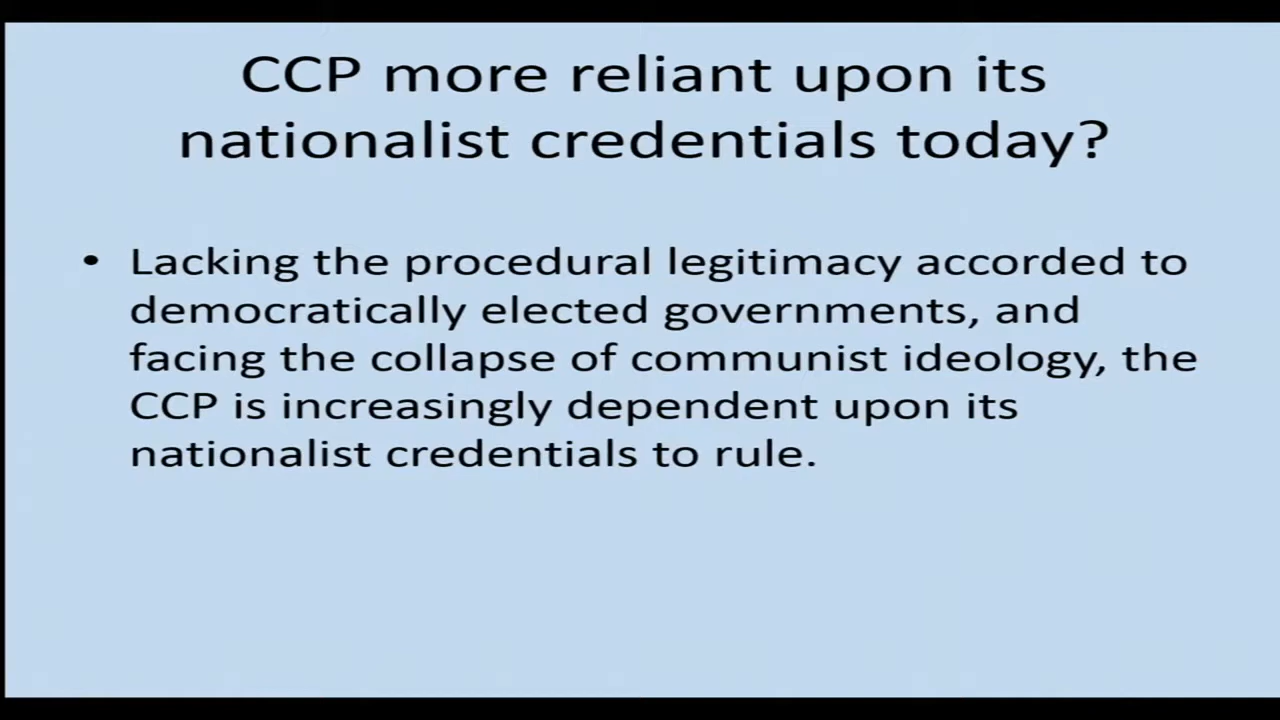 CCP more reliant upon its
nationalist credentials today?
• Lacking the procedural legitimacy accorded to
democratically elected governments, and
facing the collapse of communist ideology, the
CCP is increasingly dependent upon its
nationalist credentials to rule.